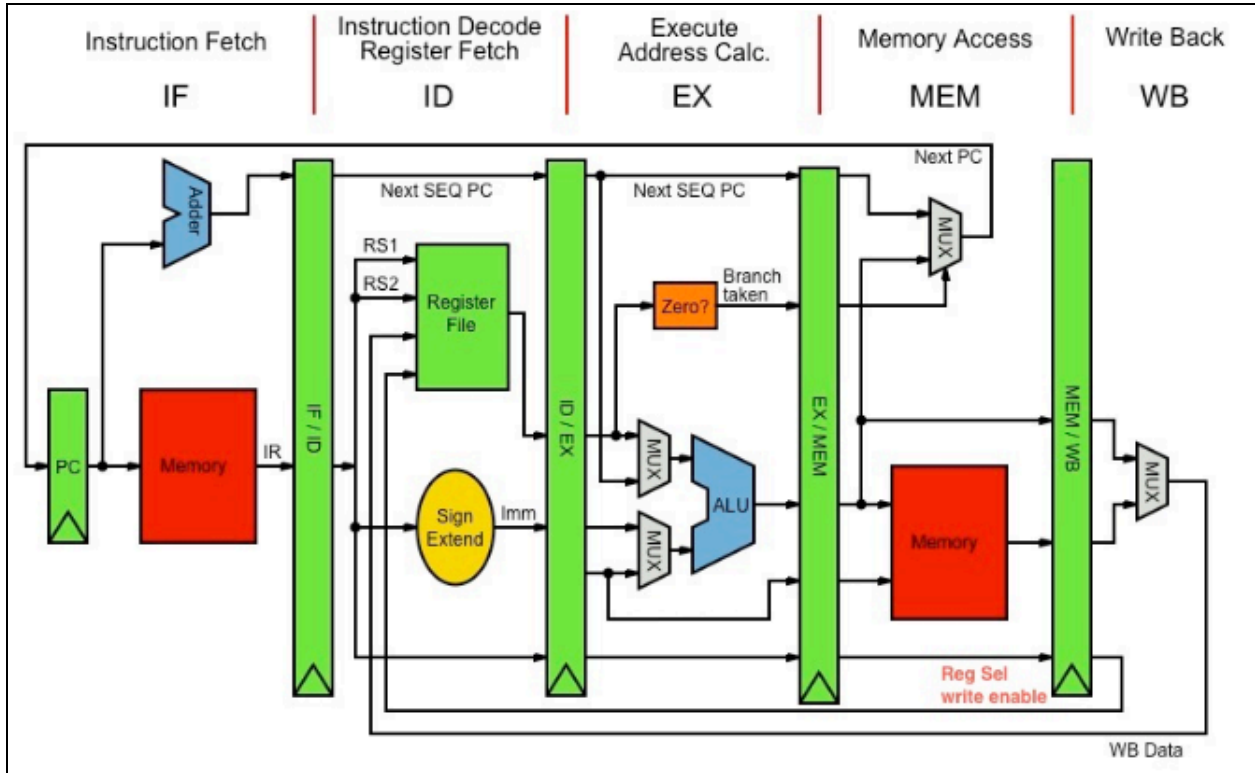 Instruction Fetch
Instruction Decode
Register Fetch
Execute
Address Calc.
Memory Access
Write Back
IF
ID
EX
MEM
WB
Next PC
Adder
Next SEQ PC
Next SEQ PC
MUX
RS1
RS2
Register
File
Branch
taken
Zero?
IF / ID
ID / EX
EX / MEM
MEM / WB
PC
Memory
IR
MUX
MUX
ALU
Sign
Extend
Imm
Memory
MUX
Reg Sel
write enable
WB Data